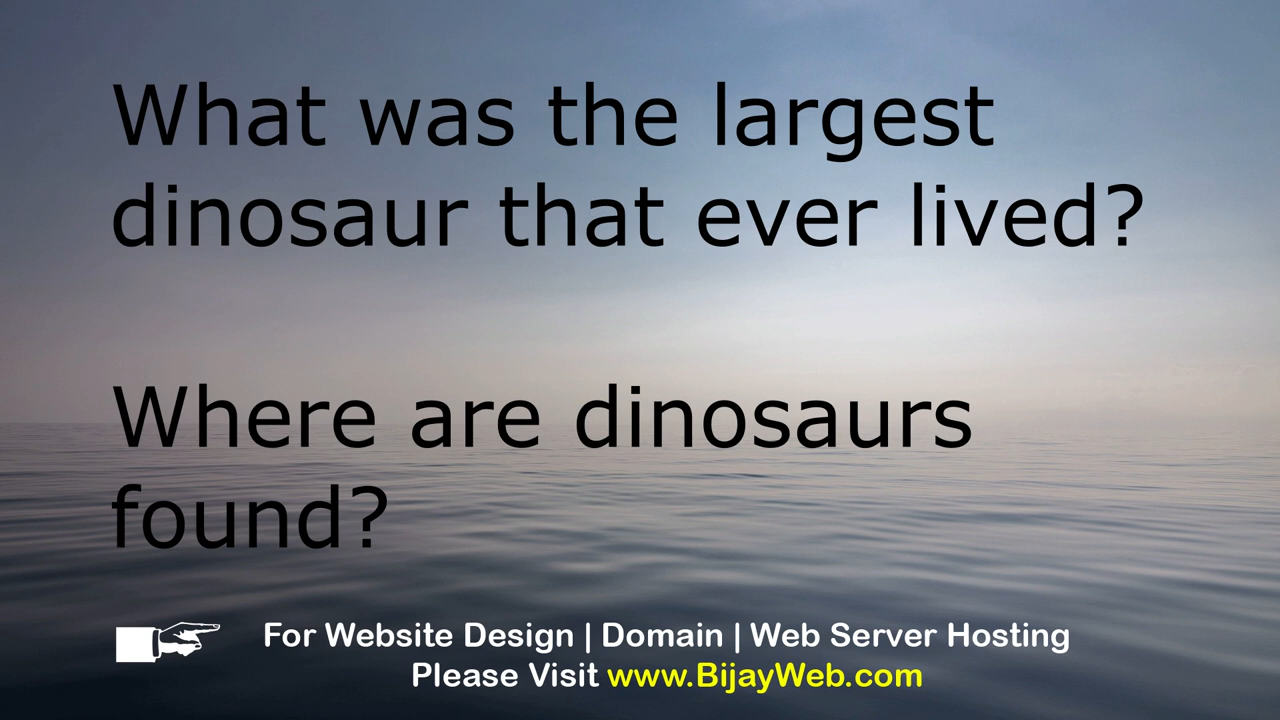 What was the largest
dinosaur that ever lived?
Where are dinosaurs
found?
For Website Design | Domain | Web Server Hosting
Please Visit www.BijayWeb.com